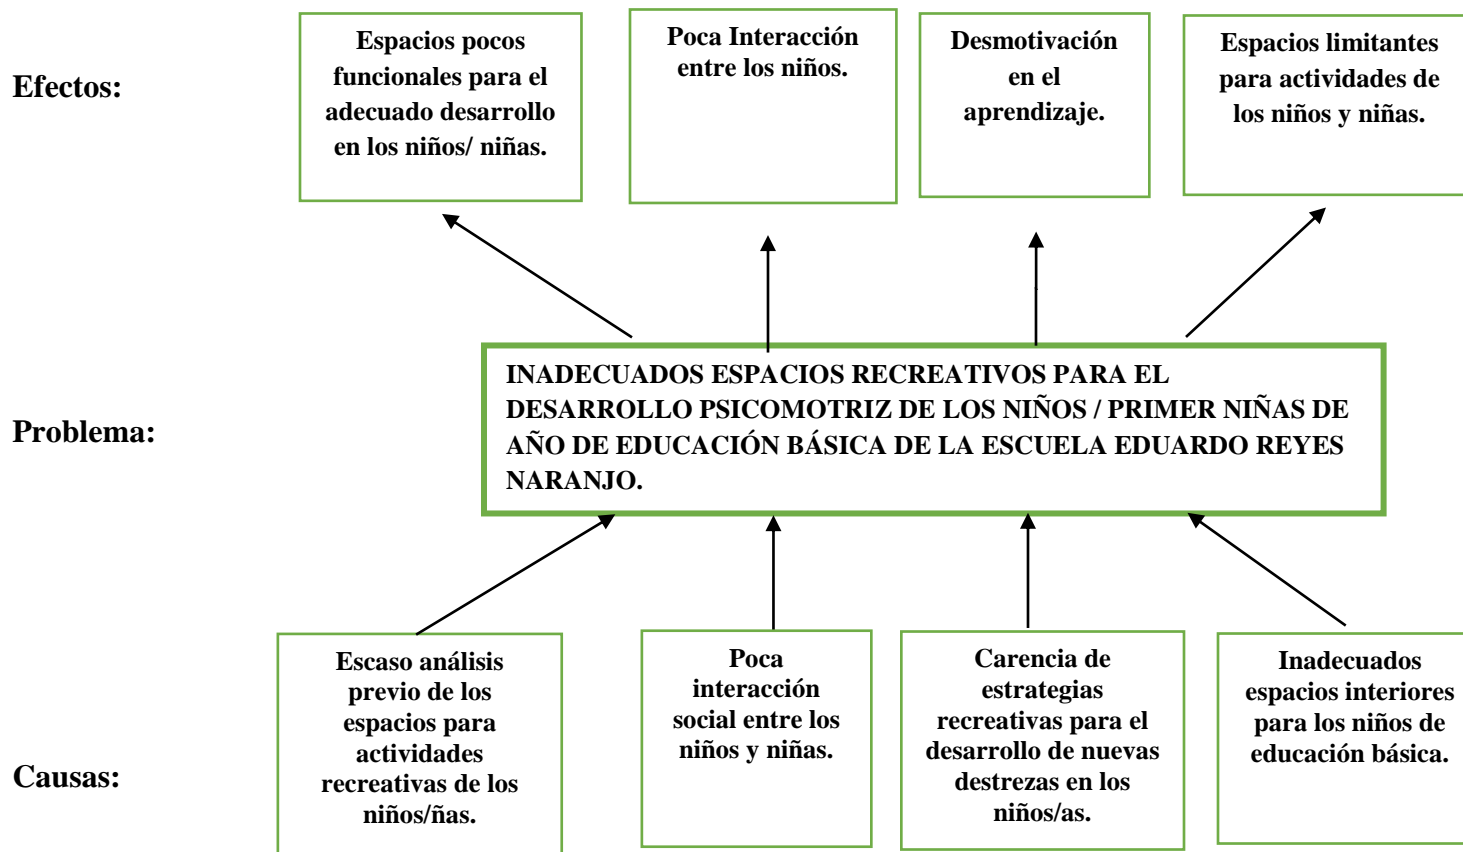 Efectos:
Espacios pocos
funcionales para el
adecuado desarrollo
en los niños/ niñas.
Poca Interacción
entre los niños.
Desmotivación
en el
aprendizaje.
Espacios limitantes
para actividades de
los niños y niñas.
Problema:
INADECUADOS ESPACIOS RECREATIVOS PARA EL
DESARROLLO PSICOMOTRIZ DE LOS NIÑOS / PRIMER NIÑAS DE
AÑO DE EDUCACIÓN BÁSICA DE LA ESCUELA EDUARDO REYES
NARANJO.
Causas:
Escaso análisis
previo de los
espacios para
actividades
recreativas de los
niños/ñas.
Poca
interacción
social entre los
niños y niñas.
Carencia de
estrategias
recreativas para el
desarrollo de nuevas
destrezas en los
niños/as.
Inadecuados
espacios interiores
para los niños de
educación básica.